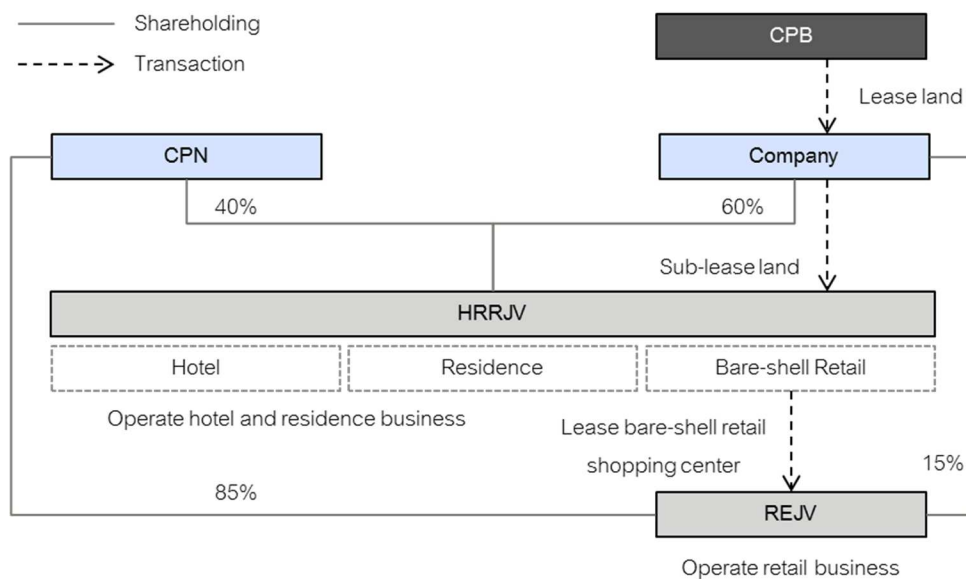 Shareholding
CPB
Transaction
Lease land
CPN
Company
40%
60%
Sub-lease land
HRRJV
Hotel
Residence
Bare-shell Retail
Operate hotel and residence business
Lease bare-shell retail
shopping center
15%
85%
REJV
Operate retail business